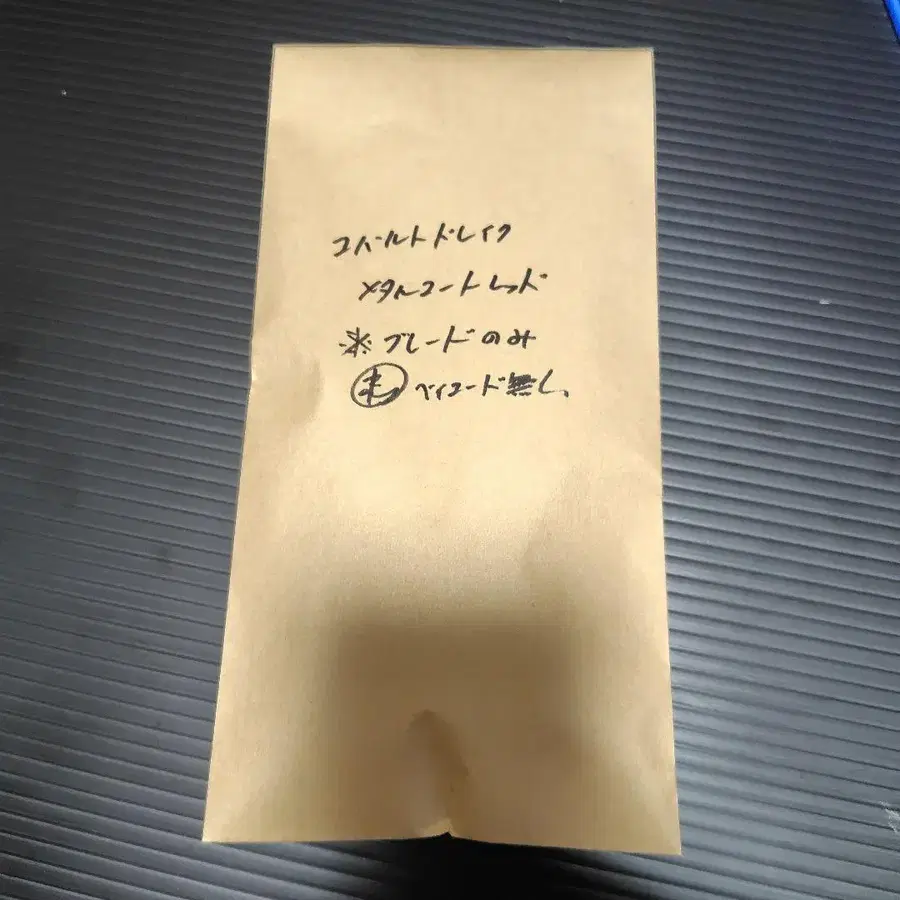 コバルトドレイク
メタルコートレッド
※ブレードのみ
ベイコード無し、